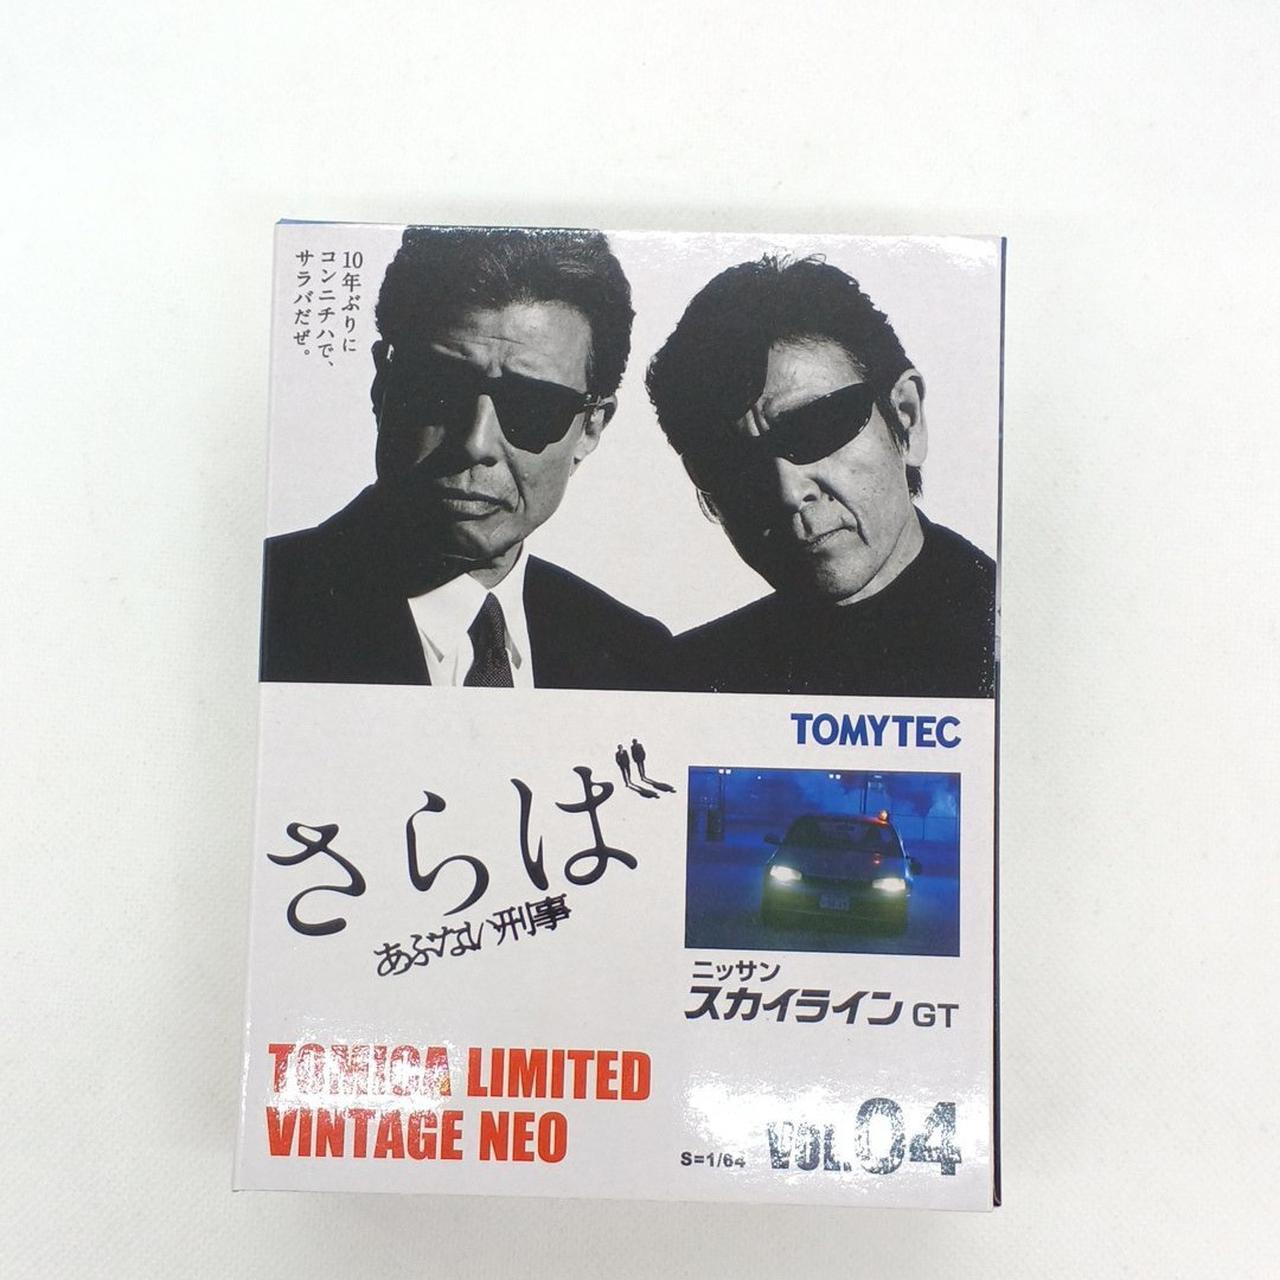 10年ぶりに
コンニチハで、
サラバだぜ。
TOMYTEC
さらば
あぶない刑事
ニッサン
スカイライン GT
TOMICA LIMITED
VINTAGE NEO
S=1/64 VOL.04